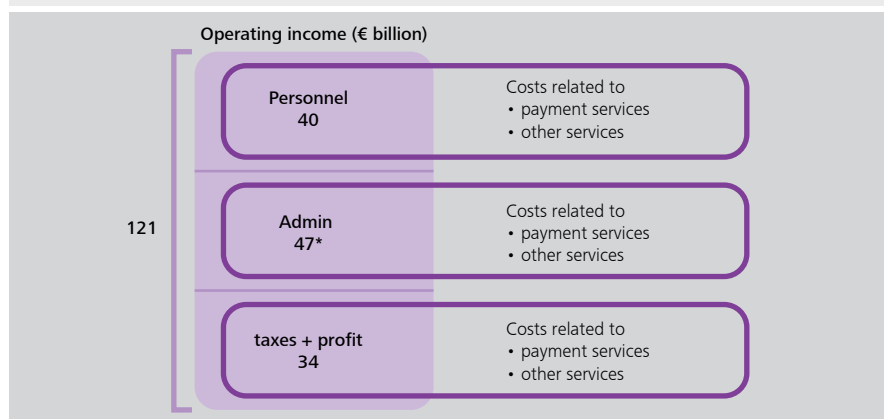 Operating income (€ billion)
Personnel
40
Costs related to
• payment services
• other services
121
Admin
47*
Costs related to
• payment services
• other services
taxes + profit
34
Costs related to
• payment services
• other services